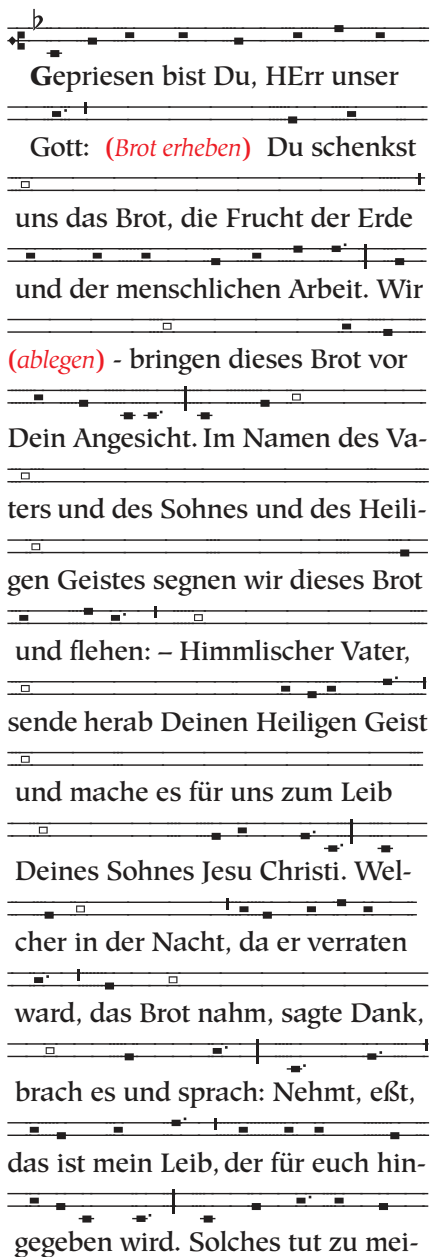 Gepriesen bist Du, HErr unser
Gott: (Brot erheben) Du schenkst
uns das Brot, die Frucht der Erde
und der menschlichen Arbeit. Wir
(ablegen) - bringen dieses Brot vor
Dein Angesicht. Im Namen des Va-
ters und des Sohnes und des Heili-
gen Geistes segnen wir dieses Brot
und flehen: – Himmlischer Vater,
sende herab Deinen Heiligen Geist
und mache es für uns zum Leib
Deines Sohnes Jesu Christi. Wel-
cher in der Nacht, da er verraten
ward, das Brot nahm, sagte Dank,
brach es und sprach: Nehmt, eßt,
das ist mein Leib, der für euch hin-
gegeben wird. Solches tut zu mei-